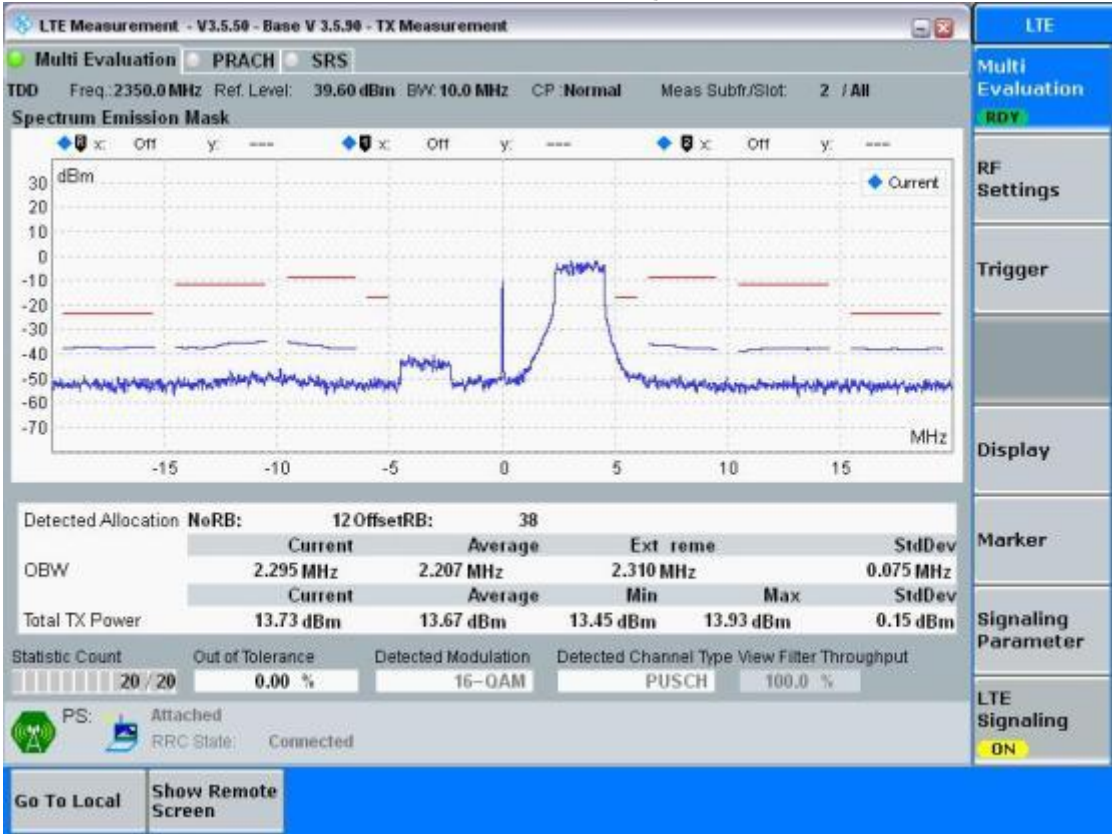 LTE Measurement - V3.5.50 - Base V 3.5.90 - TX Measurement
LTE
Multi Evaluation PRACH SRS
Multi Evaluation
RDY
TDD Freq.:2350.0 MHz Ref. Level: 39.60 dBm BW: 10.0 MHz CP :Normal Meas Subfr./Slot: 2 / All
Spectrum Emission Mask
x: Off y: --- x: Off y: --- x: Off y: ---
dBm
Current
30
20
10
0
-10
-20
-30
-40
-50
-60
-70
MHz
-15 -10 -5 0 5 10 15
RF Settings
Trigger
Display
Marker
Signaling Parameter
LTE Signaling
ON
Detected Allocation NoRB: 12 OffsetRB: 38
Current Average Ext reme StdDev
OBW 2.295 MHz 2.207 MHz 2.310 MHz 0.075 MHz
Current Average Min Max StdDev
Total TX Power 13.73 dBm 13.67 dBm 13.45 dBm 13.93 dBm 0.15 dBm
Statistic Count Out of Tolerance Detected Modulation Detected Channel Type View Filter Throughput
20 / 20 0.00 % 16-QAM PUSCH 100.0 %
PS: Attached
RRC State: Connected
Go To Local
Show Remote Screen